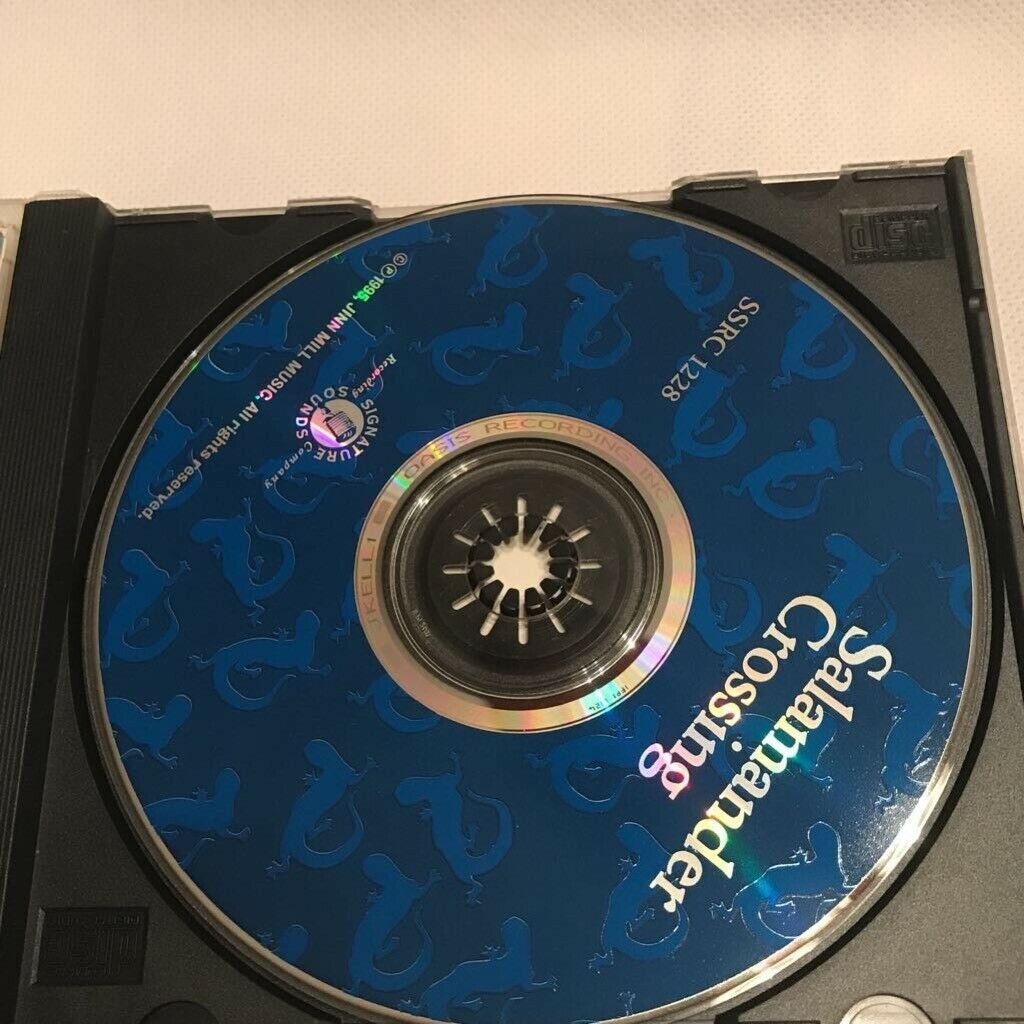 Salamander
Crossing
SSRC 1228
Recording
SIGNATURE
SOUNDS
Company
©℗1995, JINN MILL MUSIC, All rights reserved.
OASIS RECORDING INC
disc